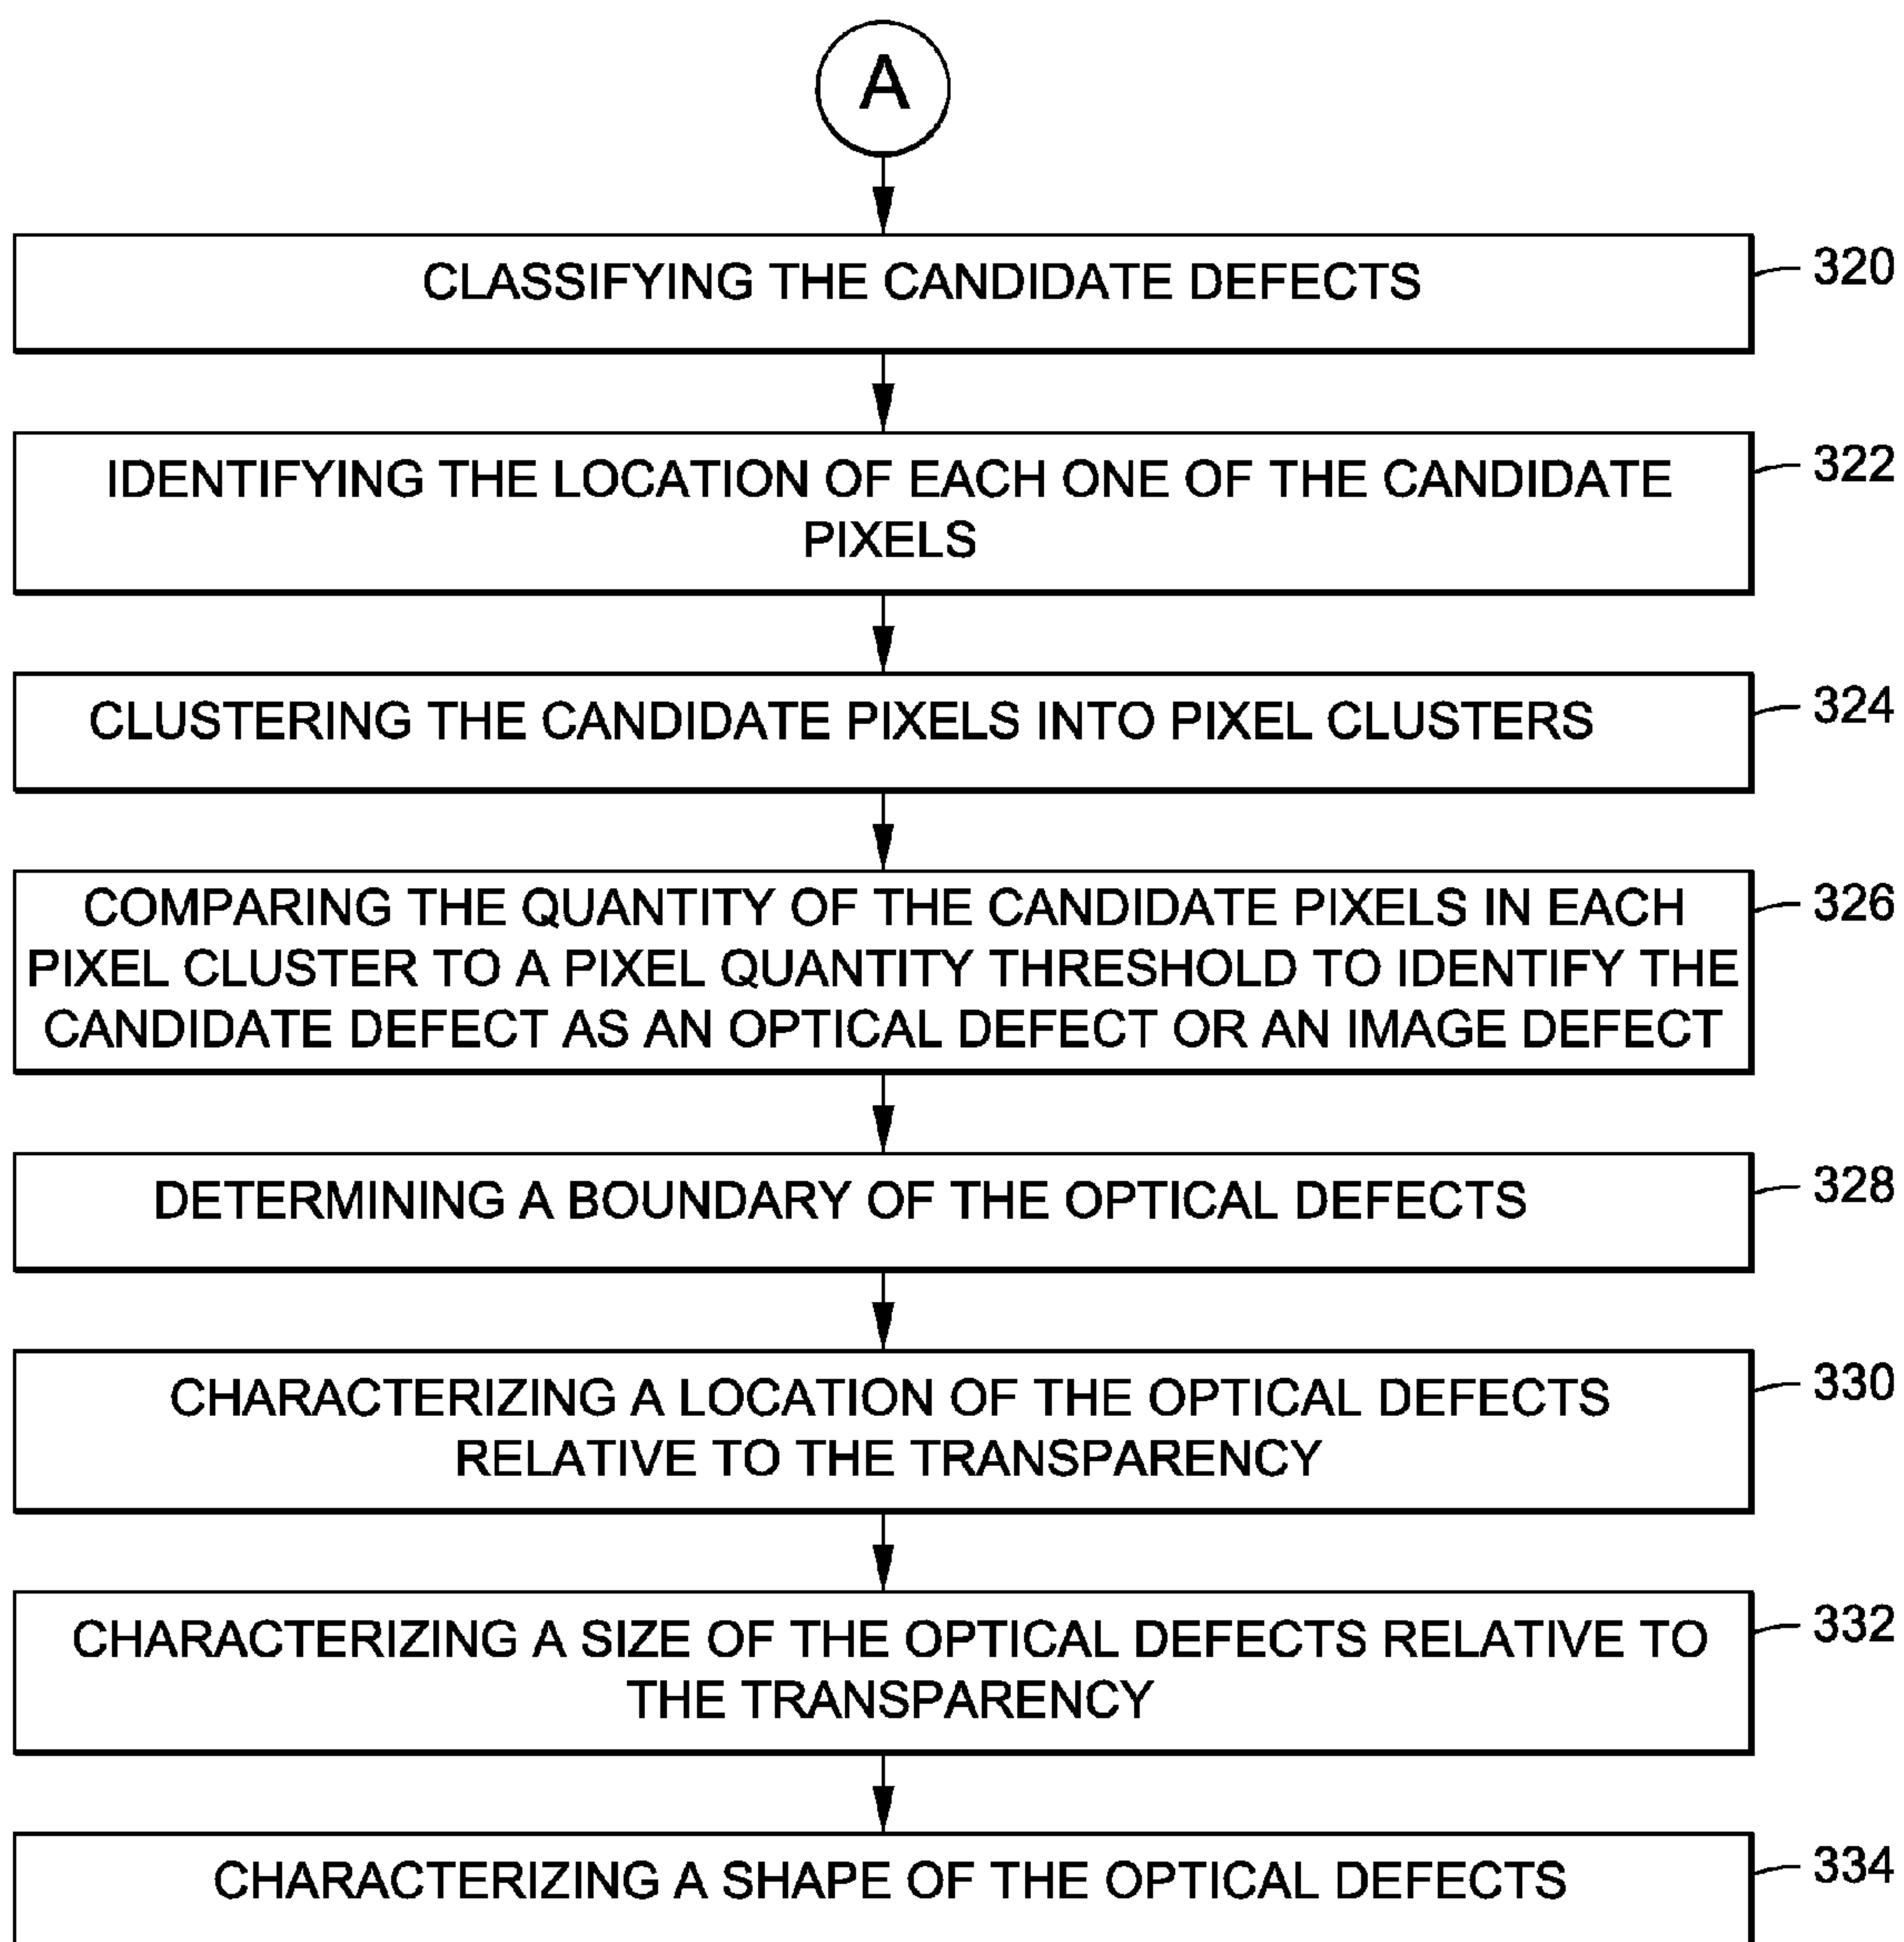 A
CLASSIFYING THE CANDIDATE DEFECTS
320
IDENTIFYING THE LOCATION OF EACH ONE OF THE CANDIDATE
PIXELS
322
CLUSTERING THE CANDIDATE PIXELS INTO PIXEL CLUSTERS
324
COMPARING THE QUANTITY OF THE CANDIDATE PIXELS IN EACH
PIXEL CLUSTER TO A PIXEL QUANTITY THRESHOLD TO IDENTIFY THE
CANDIDATE DEFECT AS AN OPTICAL DEFECT OR AN IMAGE DEFECT
326
DETERMINING A BOUNDARY OF THE OPTICAL DEFECTS
328
CHARACTERIZING A LOCATION OF THE OPTICAL DEFECTS
RELATIVE TO THE TRANSPARENCY
330
CHARACTERIZING A SIZE OF THE OPTICAL DEFECTS RELATIVE TO
THE TRANSPARENCY
332
CHARACTERIZING A SHAPE OF THE OPTICAL DEFECTS
334